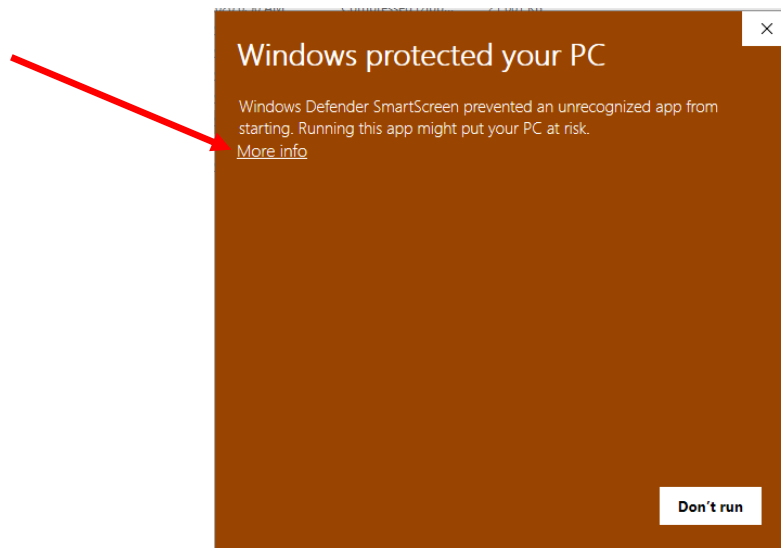 Windows protected your PC
Windows Defender SmartScreen prevented an unrecognized app from
starting. Running this app might put your PC at risk.
More info
Don't run